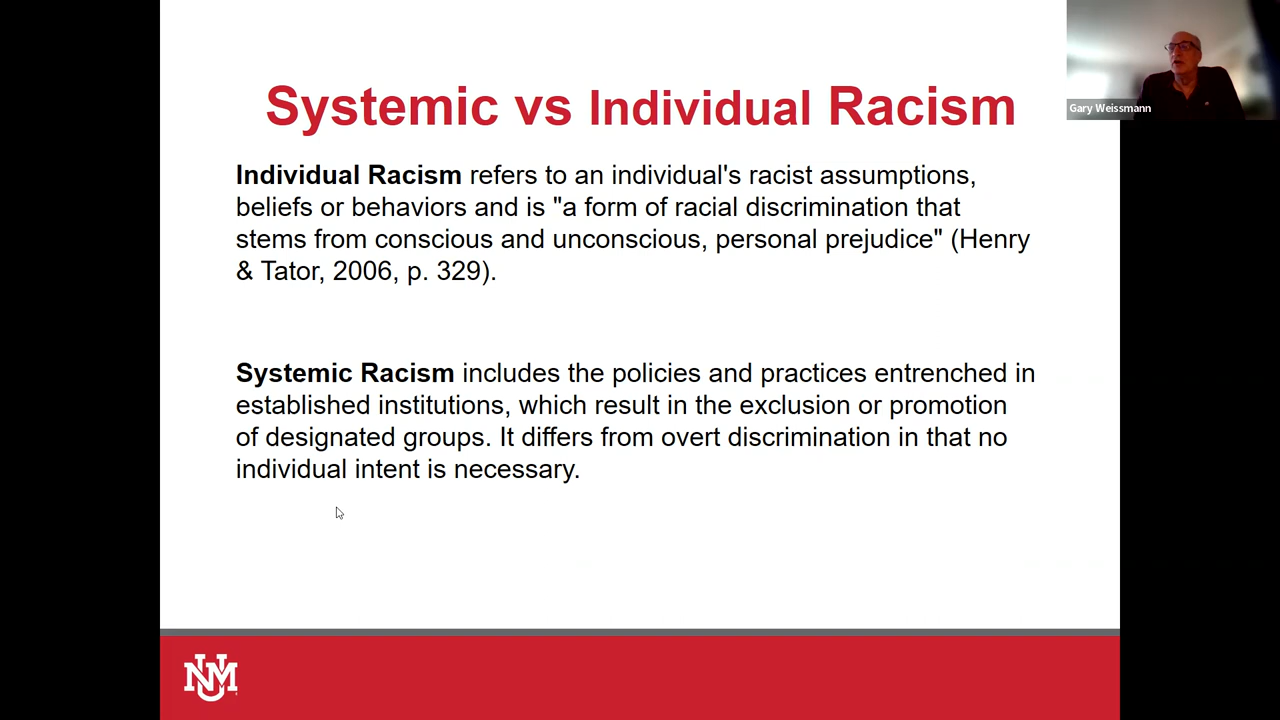 Systemic vs Individual Racism
Gary Weissmann
Individual Racism refers to an individual's racist assumptions,
beliefs or behaviors and is "a form of racial discrimination that
stems from conscious and unconscious, personal prejudice" (Henry
& Tator, 2006, p. 329).
Systemic Racism includes the policies and practices entrenched in
established institutions, which result in the exclusion or promotion
of designated groups. It differs from overt discrimination in that no
individual intent is necessary.
UNM